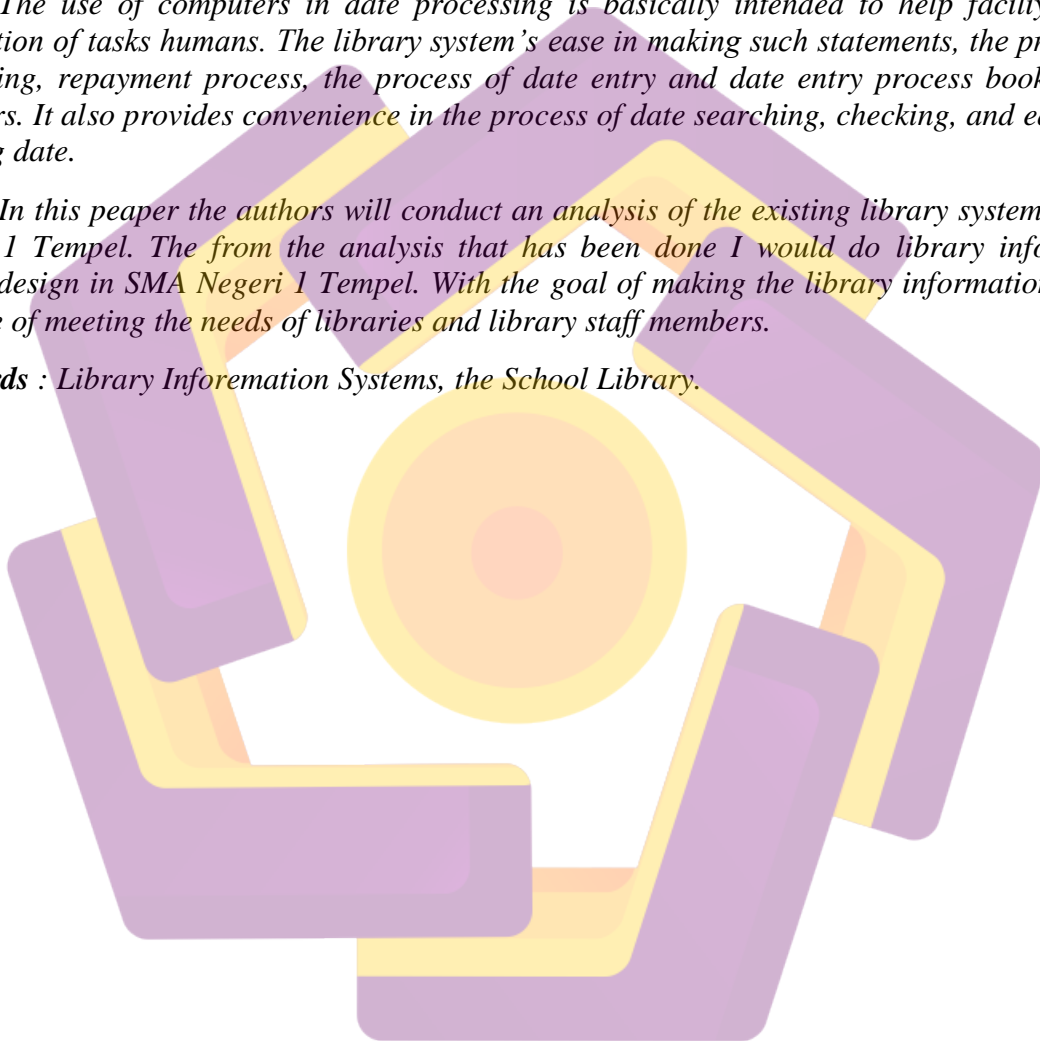 The use of computers in date processing is basically intended to help facility
tion of tasks humans. The library system's ease in making such statements, the pr
ing, repayment process, the process of date entry and date entry process book
rs. It also provides convenience in the process of date searching, checking, and e
g date.
In this peaper the authors will conduct an analysis of the existing library system
1 Tempel. The from the analysis that has been done I would do library info
design in SMA Negeri 1 Tempel. With the goal of making the library information
e of meeting the needs of libraries and library staff members.
rds : Library Inforemation Systems, the School Library.